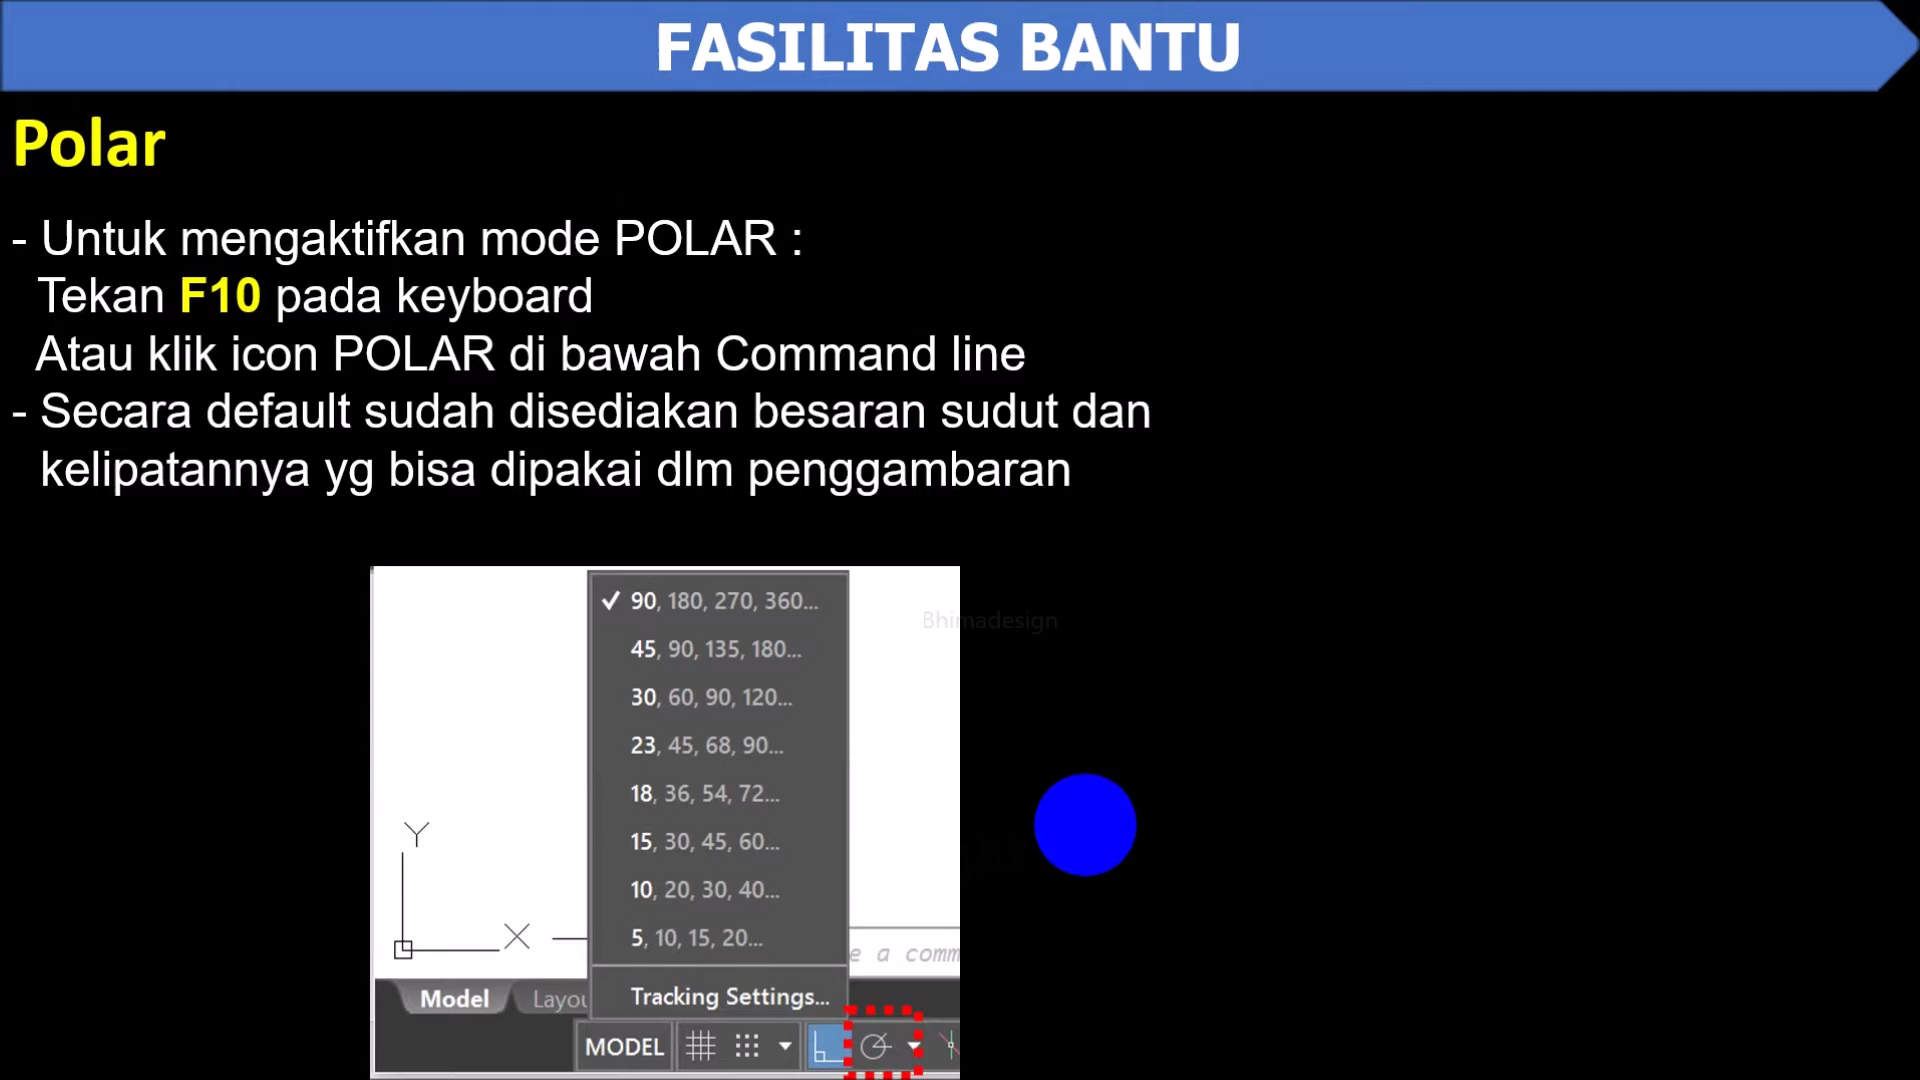 FASILITAS BANTU
Polar
- Untuk mengaktifkan mode POLAR :
Tekan F10 pada keyboard
Atau klik icon POLAR di bawah Command line
- Secara default sudah disediakan besaran sudut dan
kelipatannya yg bisa dipakai dlm penggambaran
90, 180, 270, 360...
Bhimadesign
45, 90, 135, 180...
30, 60, 90, 120...
23, 45, 68, 90...
18, 36, 54, 72...
15, 30, 45, 60...
10, 20, 30, 40...
5, 10, 15, 20...
Y
X
e a comm
Tracking Settings...
Model
Layou
MODEL